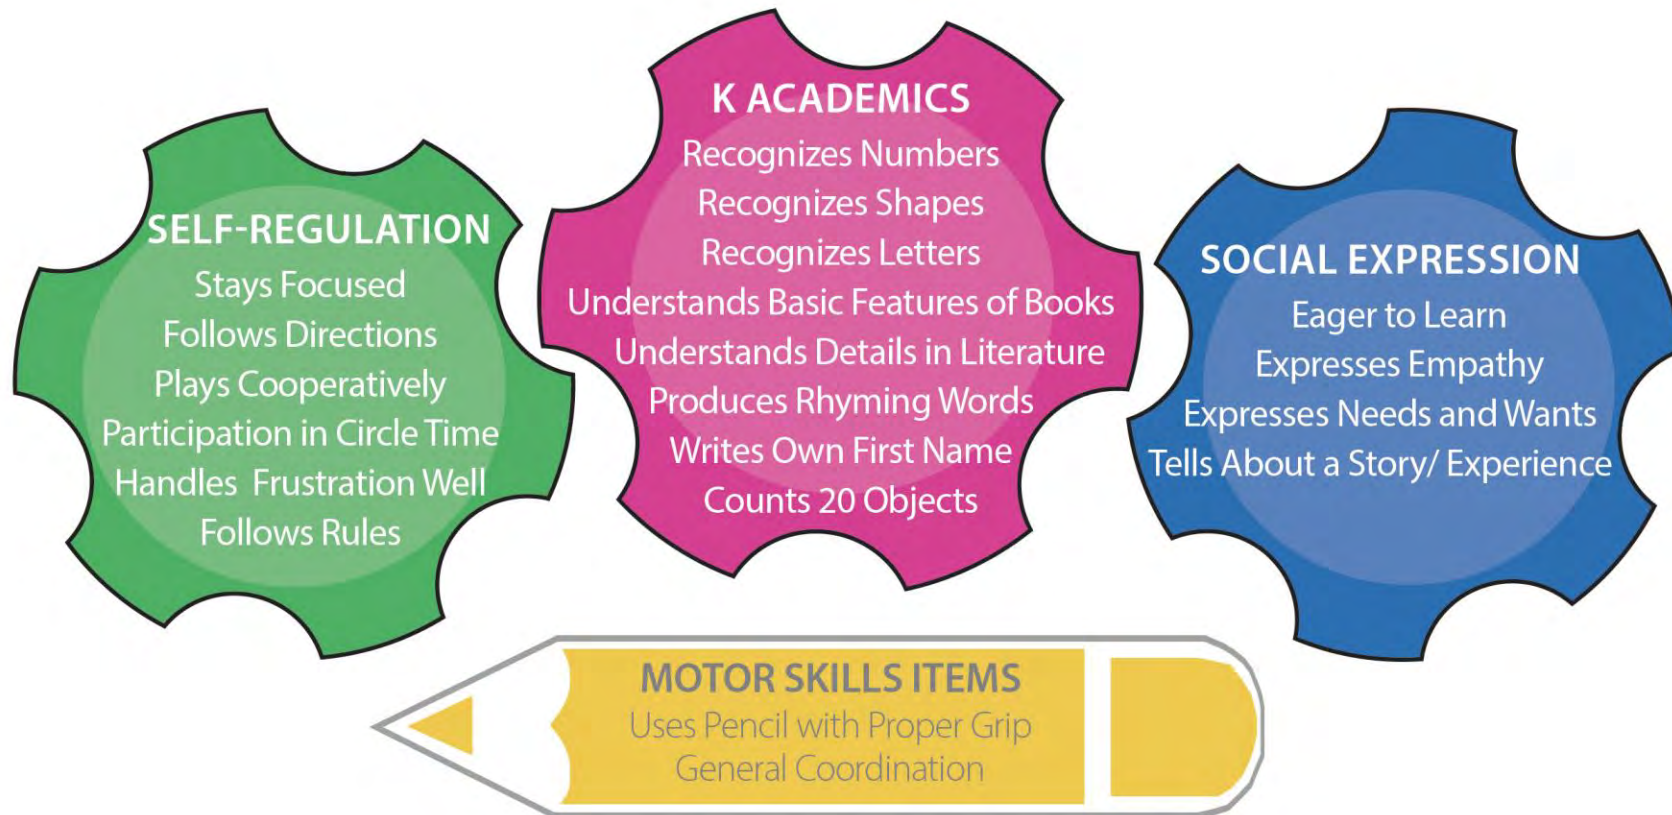 SELF-REGULATION
Stays Focused
Follows Directions
Plays Cooperatively
Participation in Circle Time
Handles Frustration Well
Follows Rules
K ACADEMICS
Recognizes Numbers
Recognizes Shapes
Recognizes Letters
Understands Basic Features of Books
Understands Details in Literature
Produces Rhyming Words
Writes Own First Name
Counts 20 Objects
SOCIAL EXPRESSION
Eager to Learn
Expresses Empathy
Expresses Needs and Wants
Tells About a Story/ Experience
MOTOR SKILLS ITEMS
Uses Pencil with Proper Grip
General Coordination